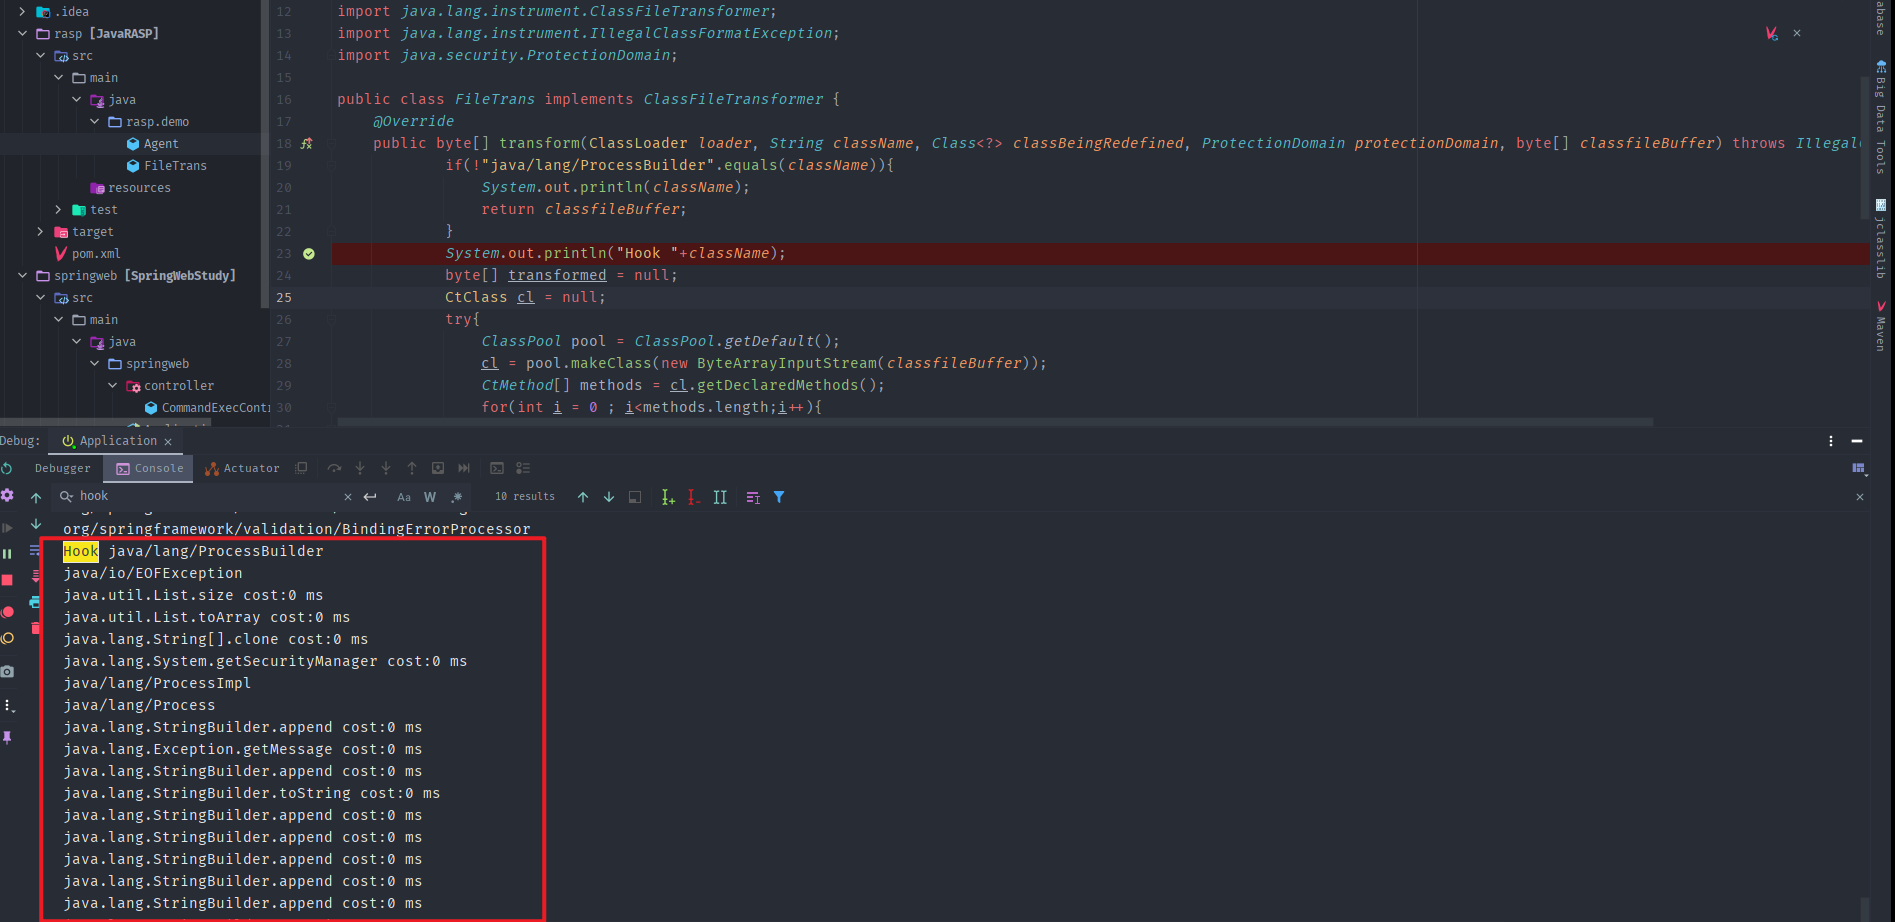 .idea
rasp [JavaRASP]
src
main
java
rasp.demo
Agent
FileTrans
resources
test
target
pom.xml
springweb [SpringWebStudy]
src
main
java
springweb
controller
CommandExecContr
12 import java.lang.instrument.ClassFileTransformer;
13 import java.lang.instrument.IllegalClassFormatException;
14 import java.security.ProtectionDomain;
15
16 public class FileTrans implements ClassFileTransformer {
17 @Override
18 public byte[] transform(ClassLoader loader, String className, Class<?> classBeingRedefined, ProtectionDomain protectionDomain, byte[] classfileBuffer) throws Illegal
19 if(!"java/lang/ProcessBuilder".equals(className)){
20 System.out.println(className);
21 return classfileBuffer;
22 }
23 System.out.println("Hook "+className);
24 byte[] transformed = null;
25 CtClass cl = null;
26 try{
27 ClassPool pool = ClassPool.getDefault();
28 cl = pool.makeClass(new ByteArrayInputStream(classfileBuffer));
29 CtMethod[] methods = cl.getDeclaredMethods();
30 for(int i = 0 ; i<methods.length;i++){
abase
Big Data Tools
jclasslib
Maven
Debug: Application
Debugger Console Actuator
hook Aa W .* 10 results
org/springframework/validation/BindingErrorProcessor
Hook java/lang/ProcessBuilder
java/io/EOFException
java.util.List.size cost:0 ms
java.util.List.toArray cost:0 ms
java.lang.String[].clone cost:0 ms
java.lang.System.getSecurityManager cost:0 ms
java/lang/ProcessImpl
java/lang/Process
java.lang.StringBuilder.append cost:0 ms
java.lang.Exception.getMessage cost:0 ms
java.lang.StringBuilder.append cost:0 ms
java.lang.StringBuilder.toString cost:0 ms
java.lang.StringBuilder.append cost:0 ms
java.lang.StringBuilder.append cost:0 ms
java.lang.StringBuilder.append cost:0 ms
java.lang.StringBuilder.append cost:0 ms
java.lang.StringBuilder.append cost:0 ms